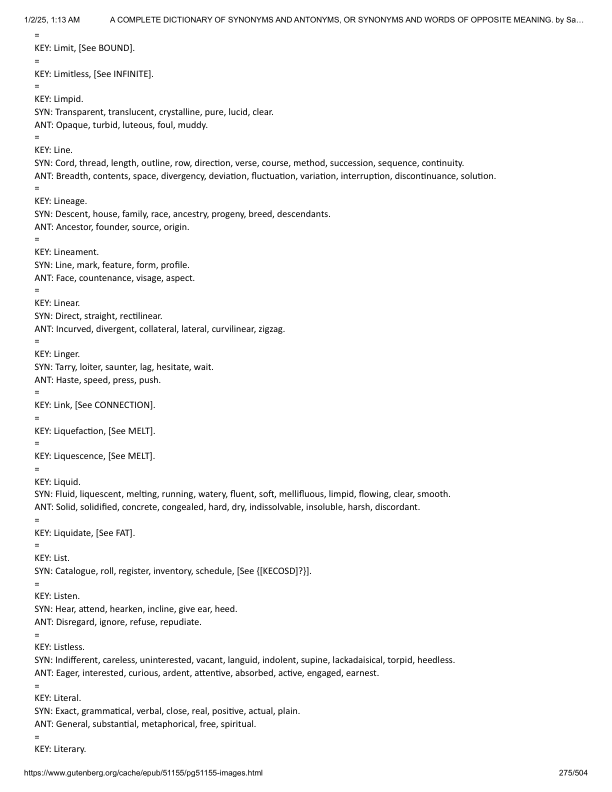 1/2/25, 1:13 AM A COMPLETE DICTIONARY OF SYNONYMS AND ANTONYMS, OR SYNONYMS AND WORDS OF OPPOSITE MEANING. by Sa…
=
KEY: Limit, [See BOUND].
=
KEY: Limitless, [See INFINITE].
=
KEY: Limpid.
SYN: Transparent, translucent, crystalline, pure, lucid, clear.
ANT: Opaque, turbid, luteous, foul, muddy.
=
KEY: Line.
SYN: Cord, thread, length, outline, row, direction, verse, course, method, succession, sequence, continuity.
ANT: Breadth, contents, space, divergency, deviation, fluctuation, variation, interruption, discontinuance, solution.
=
KEY: Lineage.
SYN: Descent, house, family, race, ancestry, progeny, breed, descendants.
ANT: Ancestor, founder, source, origin.
=
KEY: Lineament.
SYN: Line, mark, feature, form, profile.
ANT: Face, countenance, visage, aspect.
=
KEY: Linear.
SYN: Direct, straight, rectilinear.
ANT: Incurved, divergent, collateral, lateral, curvilinear, zigzag.
=
KEY: Linger.
SYN: Tarry, loiter, saunter, lag, hesitate, wait.
ANT: Haste, speed, press, push.
=
KEY: Link, [See CONNECTION].
=
KEY: Liquefaction, [See MELT].
=
KEY: Liquescence, [See MELT].
=
KEY: Liquid.
SYN: Fluid, liquescent, melting, running, watery, fluent, soft, mellifluous, limpid, flowing, clear, smooth.
ANT: Solid, solidified, concrete, congealed, hard, dry, indissolvable, insoluble, harsh, discordant.
=
KEY: Liquidate, [See FAT].
=
KEY: List.
SYN: Catalogue, roll, register, inventory, schedule, [See {[KECOSD]?}].
=
KEY: Listen.
SYN: Hear, attend, hearken, incline, give ear, heed.
ANT: Disregard, ignore, refuse, repudiate.
=
KEY: Listless.
SYN: Indifferent, careless, uninterested, vacant, languid, indolent, supine, lackadaisical, torpid, heedless.
ANT: Eager, interested, curious, ardent, attentive, absorbed, active, engaged, earnest.
=
KEY: Literal.
SYN: Exact, grammatical, verbal, close, real, positive, actual, plain.
ANT: General, substantial, metaphorical, free, spiritual.
=
KEY: Literary.
https://www.gutenberg.org/cache/epub/51155/pg51155-images.html 275/504